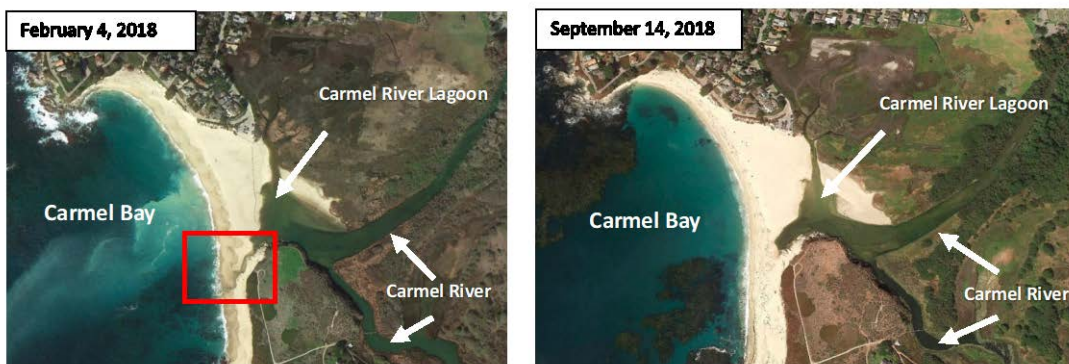 February 4, 2018
Carmel River Lagoon
Carmel Bay
Carmel River
September 14, 2018
Carmel River Lagoon
Carmel Bay
Carmel River